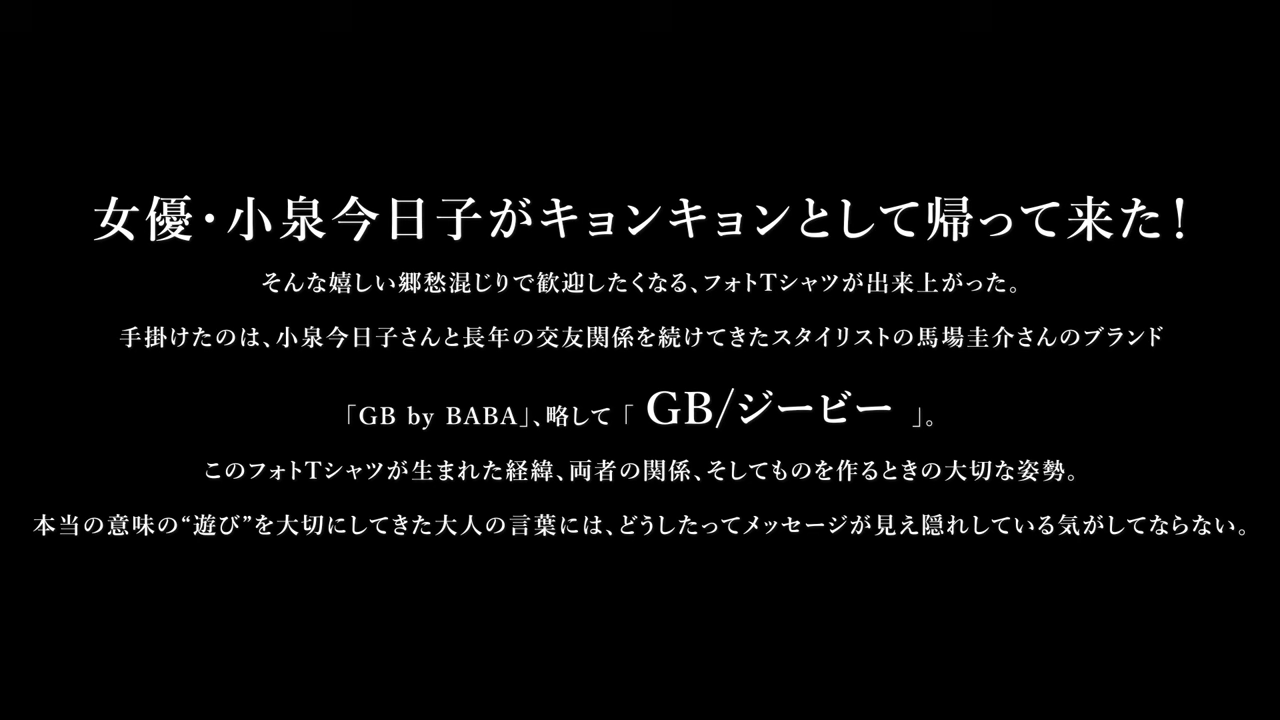 女優・小泉今日子がキョンキョンとして帰って来た!
そんな嬉しい郷愁混じりで歓迎したくなる、フォトTシャツが出来上がった。
手掛けたのは、小泉今日子さんと長年の交友関係を続けてきたスタイリストの馬場圭介さんのブランド
「GB by BABA」、略して「 GB/ジービー 」。
このフォトTシャツが生まれた経緯、両者の関係、そしてものを作るときの大切な姿勢。
本当の意味の“遊び”を大切にしてきた大人の言葉には、どうしたってメッセージが見え隠れしている気がしてならない。